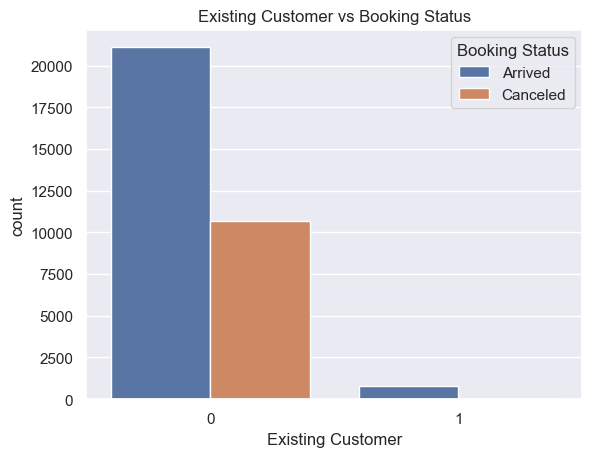 Existing Customer vs Booking Status
Booking Status
Arrived
Canceled
20000
17500
15000
12500
10000
7500
5000
2500
0
count
0
1
Existing Customer